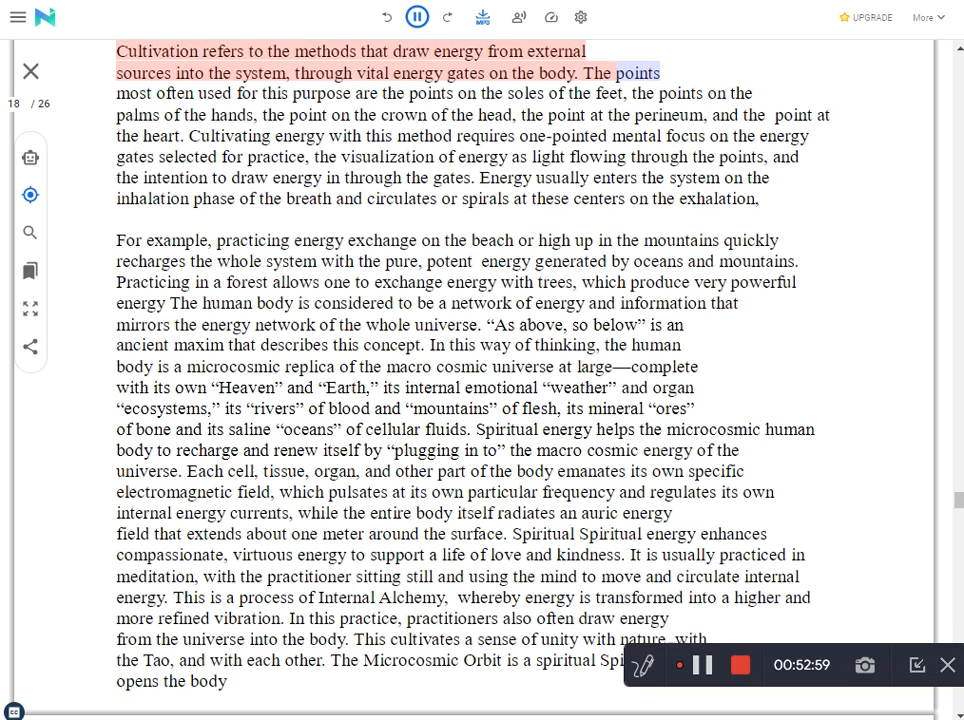 MP3
UPGRADE
More
Cultivation refers to the methods that draw energy from external
sources into the system, through vital energy gates on the body. The points
18 / 26
most often used for this purpose are the points on the soles of the feet, the points on the
palms of the hands, the point on the crown of the head, the point at the perineum, and the  point at
the heart. Cultivating energy with this method requires one-pointed mental focus on the energy
gates selected for practice, the visualization of energy as light flowing through the points, and
the intention to draw energy in through the gates. Energy usually enters the system on the
inhalation phase of the breath and circulates or spirals at these centers on the exhalation,
For example, practicing energy exchange on the beach or high up in the mountains quickly
recharges the whole system with the pure, potent  energy generated by oceans and mountains.
Practicing in a forest allows one to exchange energy with trees, which produce very powerful
energy The human body is considered to be a network of energy and information that
mirrors the energy network of the whole universe. “As above, so below” is an
ancient maxim that describes this concept. In this way of thinking, the human
body is a microcosmic replica of the macro cosmic universe at large—complete
with its own “Heaven” and “Earth,” its internal emotional “weather” and organ
“ecosystems,” its “rivers” of blood and “mountains” of flesh, its mineral “ores”
of bone and its saline “oceans” of cellular fluids. Spiritual energy helps the microcosmic human
body to recharge and renew itself by “plugging in to” the macro cosmic energy of the
universe. Each cell, tissue, organ, and other part of the body emanates its own specific
electromagnetic field, which pulsates at its own particular frequency and regulates its own
internal energy currents, while the entire body itself radiates an auric energy
field that extends about one meter around the surface. Spiritual Spiritual energy enhances
compassionate, virtuous energy to support a life of love and kindness. It is usually practiced in
meditation, with the practitioner sitting still and using the mind to move and circulate internal
energy. This is a process of Internal Alchemy,  whereby energy is transformed into a higher and
more refined vibration. In this practice, practitioners also often draw energy
from the universe into the body. This cultivates a sense of unity with nature, with
the Tao, and with each other. The Microcosmic Orbit is a spiritual Spi
opens the body
00:52:59
cc